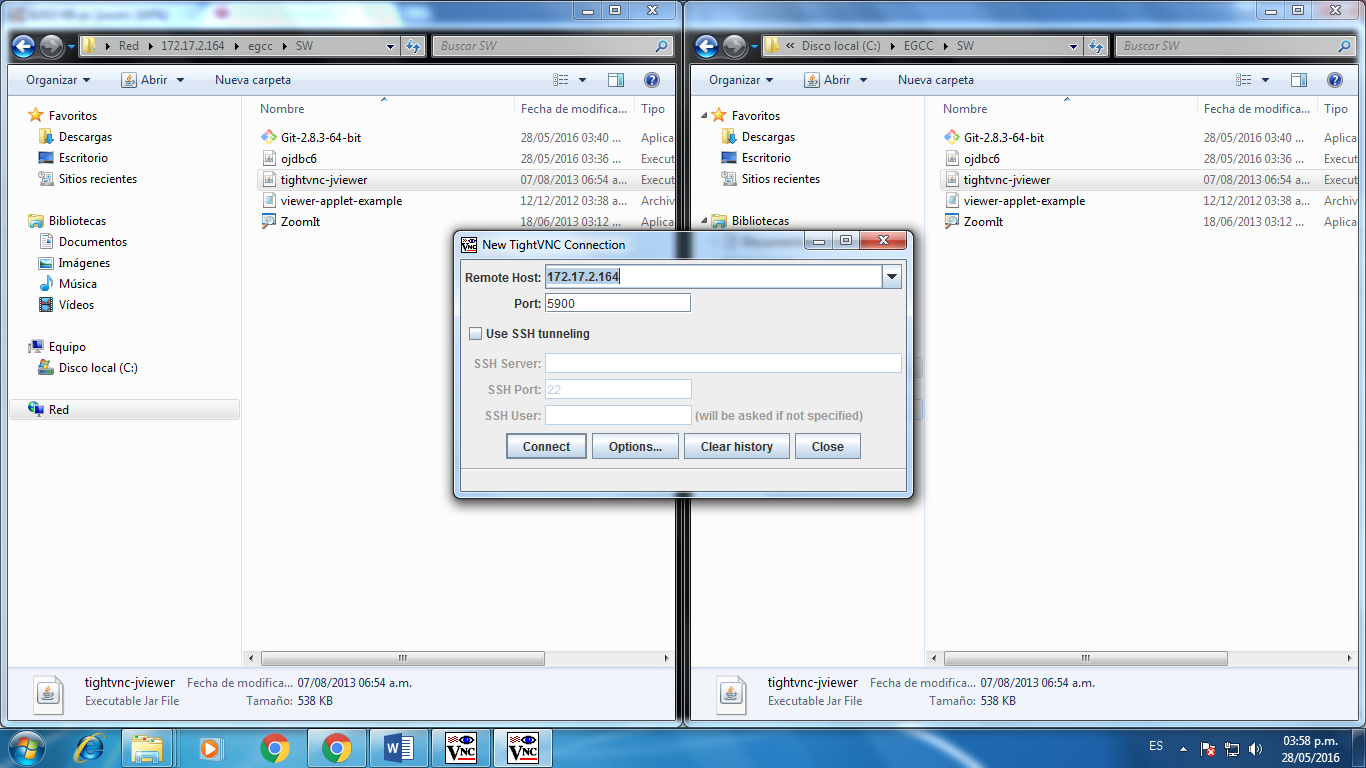 Red ▸ 172.17.2.164 ▸ egcc ▸ SW
Buscar SW
Organizar
Abrir
Nueva carpeta
Favoritos
Descargas
Escritorio
Sitios recientes
Bibliotecas
Documentos
Imágenes
Música
Vídeos
Equipo
Disco local (C:)
Red
Nombre Fecha de modifica... Tipo
Git-2.8.3-64-bit 28/05/2016 03:40 ... Aplica
ojdbc6 28/05/2016 03:36 ... Execut
tightvnc-jviewer 07/08/2013 06:54 a... Execut
viewer-applet-example 12/12/2012 03:38 a... Archiv
ZoomIt 18/06/2013 03:12 ... Aplica
tightvnc-jviewer Fecha de modifica... 07/08/2013 06:54 a.m.
Executable Jar File Tamaño: 538 KB
« Disco local (C:) ▸ EGCC ▸ SW
Buscar SW
Organizar
Abrir
Nueva carpeta
Favoritos
Descargas
Escritorio
Sitios recientes
Bibliotecas
Nombre Fecha de modifica... Tipo
Git-2.8.3-64-bit 28/05/2016 03:40 ... Aplica
ojdbc6 28/05/2016 03:36 ... Execut
tightvnc-jviewer 07/08/2013 06:54 a... Execut
viewer-applet-example 12/12/2012 03:38 a... Archiv
ZoomIt 18/06/2013 03:12 ... Aplica
tightvnc-jviewer Fecha de modifica... 07/08/2013 06:54 a.m.
Executable Jar File Tamaño: 538 KB
New TightVNC Connection
Remote Host: 172.17.2.164
Port: 5900
Use SSH tunneling
SSH Server:
SSH Port: 22
SSH User: (will be asked if not specified)
Connect Options... Clear history Close
VNC
VNC
VNC
ES
03:58 p.m.
28/05/2016